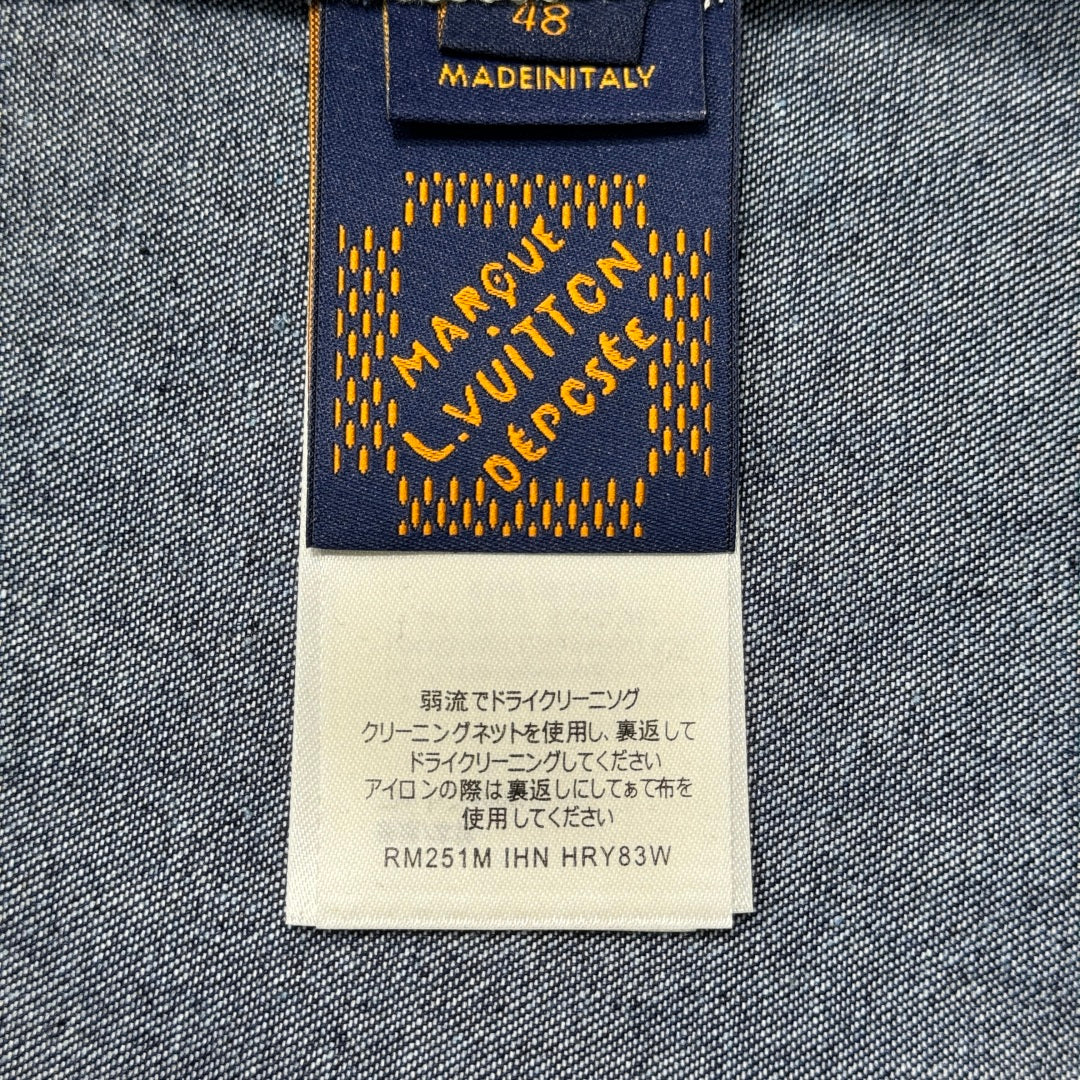 48
MADEINITALY
MARQUE
L.VUITTON
DÉPOSÉE
弱流でドライクリーニソグ
クリーニングネットを使用し、裏返して
ドライクリーニングしてください
アイロンの際は裏返しにしてぁて布を
使用してください
RM251M IHN HRY83W